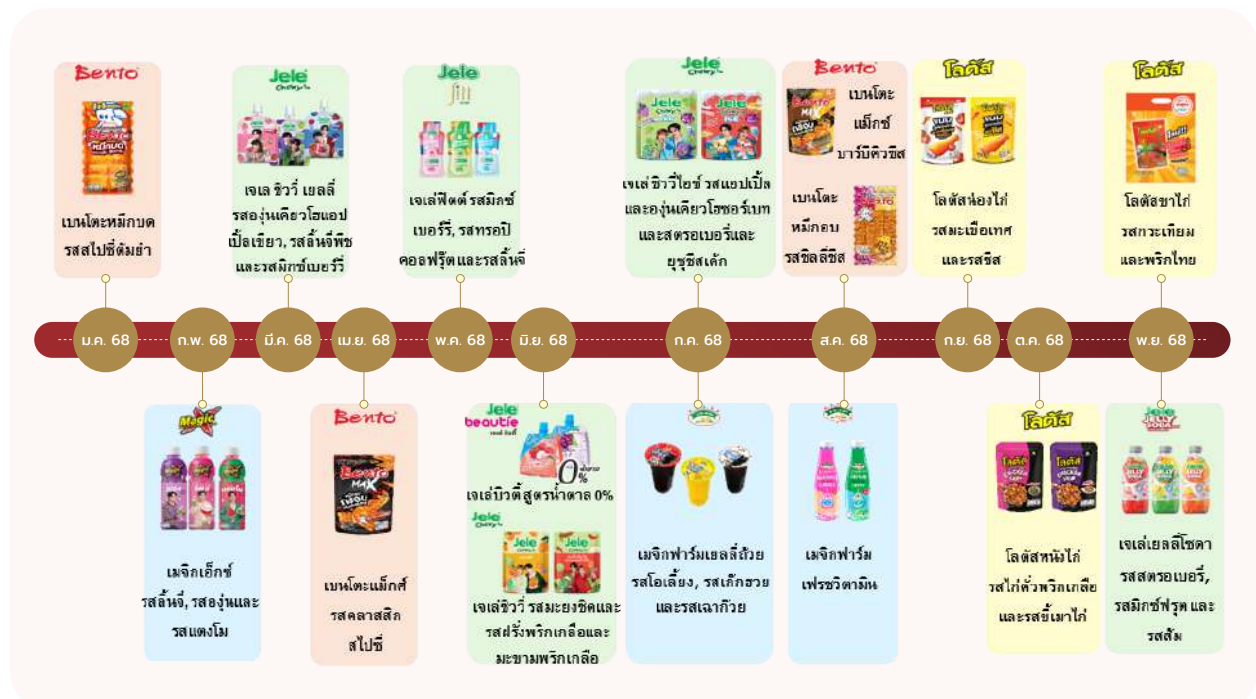 Bento
เบนโตะหมึกบด
รสสไปซี่ต้มยำ
Jele
Chewy
เจเล ชิววี่ เยลลี่
รสองุ่นเคียวโฮแอป
เปิ้ลเขียว, รสลิ้นจี่พีช
และรสมิกซ์เบอร์รี่
Jele
fill
เจเล่ฟิตต์ รสมิกซ์
เบอร์รี่, รสทรอปิ
คอลฟรุ๊ตและรสลิ้นจี่
Jele
Chewy
เจเล่ ชิววี่ไอซ์ รสแอปเปิ้ล
และองุ่นเคียวโฮซอร์เบท
และสตรอเบอรี่และ
ยุซุชีสเค้ก
Bento
เบนโตะ
แม็กซ์
บาร์บีคิวชีส
เบนโตะ
หมึกอบ
รสชิลลี่ชีส
โลตัส
โลตัสน่องไก่
รสมะเขือเทศ
และรสชีส
โลตัส
โลตัสขาไก่
รสกระเทียม
และพริกไทย
ม.ค. 68
ก.พ. 68
มี.ค. 68
เม.ย. 68
พ.ค. 68
มิ.ย. 68
ก.ค. 68
ส.ค. 68
ก.ย. 68
ต.ค. 68
พ.ย. 68
Magic
เมจิกเอ็กซ์
รสลิ้นจี่, รสองุ่นและ
รสแตงโม
Bento
Bento
MAX
เบนโตะแม็กศ์
รสคลาสสิก
สไปซี่
Jele
beautie
0%
เจเล่บิวตี้ สูตรน้ำตาล 0%
Jele
Chewy
เจเล่ชิววี่ รสมะยงชิดและ
รสฝรั่งพริกเกลือและ
มะขามพริกเกลือ
เมจิกฟาร์มเยลลี่ถ้วย
รสโอเลี้ยง, รสเก๊กฮวย
และรสเฉาก๊วย
เมจิกฟาร์ม
เฟรชวิตามิน
โลตัส
โลตัสหนังไก่
รสไก่คั่วพริกเกลือ
และรสขี้เมาไก่
Jele
JELLY
SODA
เจเล่เยลลี่โซดา
รสสตรอเบอรี่,
รสมิกซ์ฟรุต และ
รสส้ม